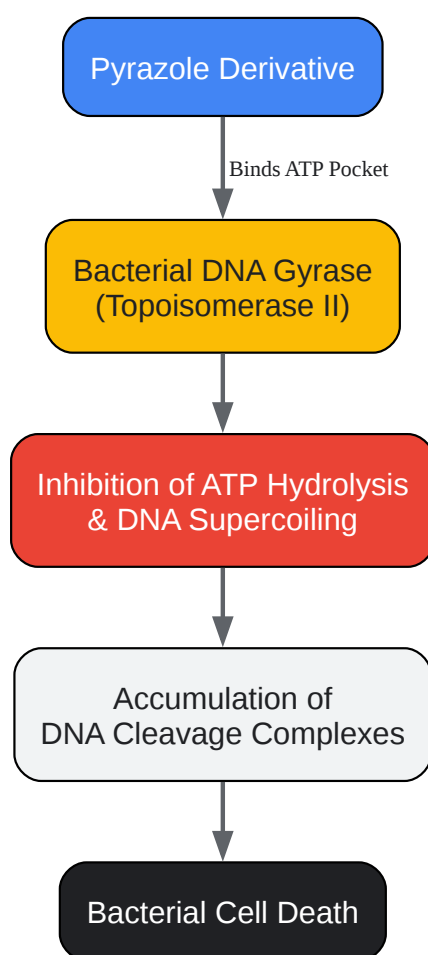 Pyrazole Derivative
Binds ATP Pocket
Bacterial DNA Gyrase
(Topoisomerase II)
Inhibition of ATP Hydrolysis
& DNA Supercoiling
Accumulation of
DNA Cleavage Complexes
Bacterial Cell Death